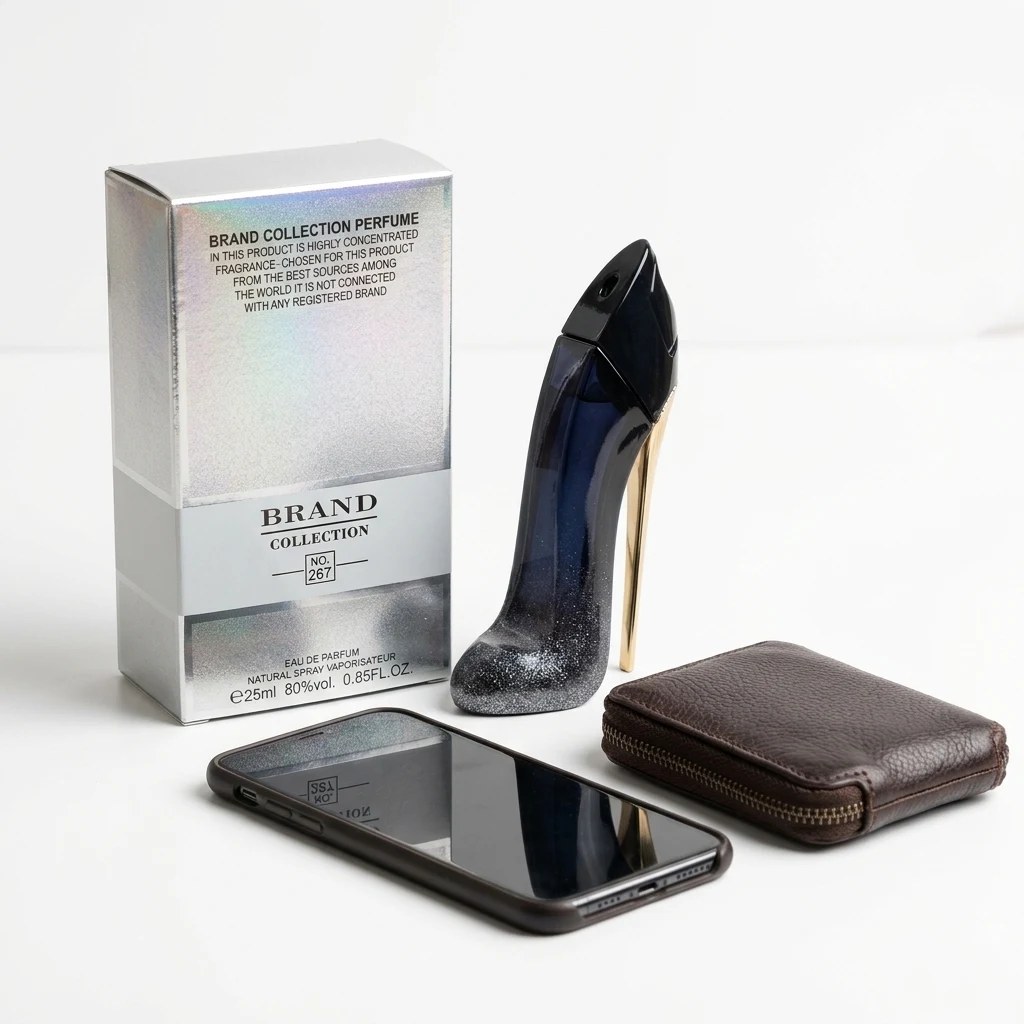 BRAND COLLECTION PERFUME
IN THIS PRODUCT IS HIGHLY CONCENTRATED
FRAGRANCE-CHOSEN FOR THIS PRODUCT
FROM THE BEST SOURCES AMONG
THE WORLD IT IS NOT CONNECTED
WITH ANY REGISTERED BRAND
BRAND
COLLECTION
NO.
267
EAU DE PARFUM
NATURAL SPRAY VAPORISATEUR
℮25ml 80%vol. 0.85FL.OZ.